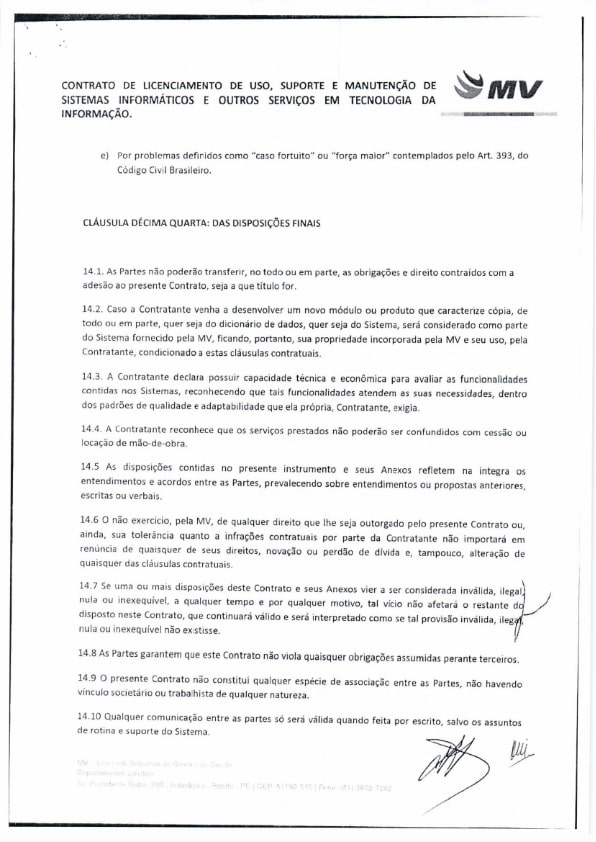 CONTRATO DE LICENCIAMENTO DE USO, SUPORTE E MANUTENÇÃO DE
SISTEMAS INFORMÁTICOS E OUTROS SERVIÇOS EM TECNOLOGIA DA
INFORMAÇÃO.
MV
e) Por problemas definidos como "caso fortuito" ou "força maior" contemplados pelo Art. 393, do
Código Civil Brasileiro.
CLÁUSULA DÉCIMA QUARTA: DAS DISPOSIÇÕES FINAIS
14.1. As Partes não poderão transferir, no todo ou em parte, as obrigações e direito contraídos com a
adesão ao presente Contrato, seja a que título for.
14.2. Caso a Contratante venha a desenvolver um novo módulo ou produto que caracterize cópia, de
todo ou em parte, quer seja do dicionário de dados, quer seja do Sistema, será considerado como parte
do Sistema fornecido pela MV, ficando, portanto, sua propriedade incorporada pela MV e seu uso, pela
Contratante, condicionado a estas cláusulas contratuais.
14.3. A Contratante declara possuir capacidade técnica e econômica para avaliar as funcionalidades
contidas nos Sistemas, reconhecendo que tais funcionalidades atendem as suas necessidades, dentro
dos padrões de qualidade e adaptabilidade que ela própria, Contratante, exigia.
14.4. A Contratante reconhece que os serviços prestados não poderão ser confundidos com cessão ou
locação de mão-de-obra.
14.5 As disposições contidas no presente instrumento e seus Anexos refletem na íntegra os
entendimentos e acordos entre as Partes, prevalecendo sobre entendimentos ou propostas anteriores,
escritas ou verbais.
14.6 O não exercício, pela MV, de qualquer direito que lhe seja outorgado pelo presente Contrato ou,
ainda, sua tolerância quanto a infrações contratuais por parte da Contratante não importará em
renúncia de quaisquer de seus direitos, novação ou perdão de dívida e, tampouco, alteração de
quaisquer das cláusulas contratuais.
14.7 Se uma ou mais disposições deste Contrato e seus Anexos vier a ser considerada inválida, ilegal,
nula ou inexequível, a qualquer tempo e por qualquer motivo, tal vício não afetará o restante do
disposto neste Contrato, que continuará válido e será interpretado como se tal provisão inválida, ilegal,
nula ou inexequível não existisse.
14.8 As Partes garantem que este Contrato não viola quaisquer obrigações assumidas perante terceiros.
14.9 O presente Contrato não constitui qualquer espécie de associação entre as Partes, não havendo
vínculo societário ou trabalhista de qualquer natureza.
14.10 Qualquer comunicação entre as partes só será válida quando feita por escrito, salvo os assuntos
de rotina e suporte do Sistema.